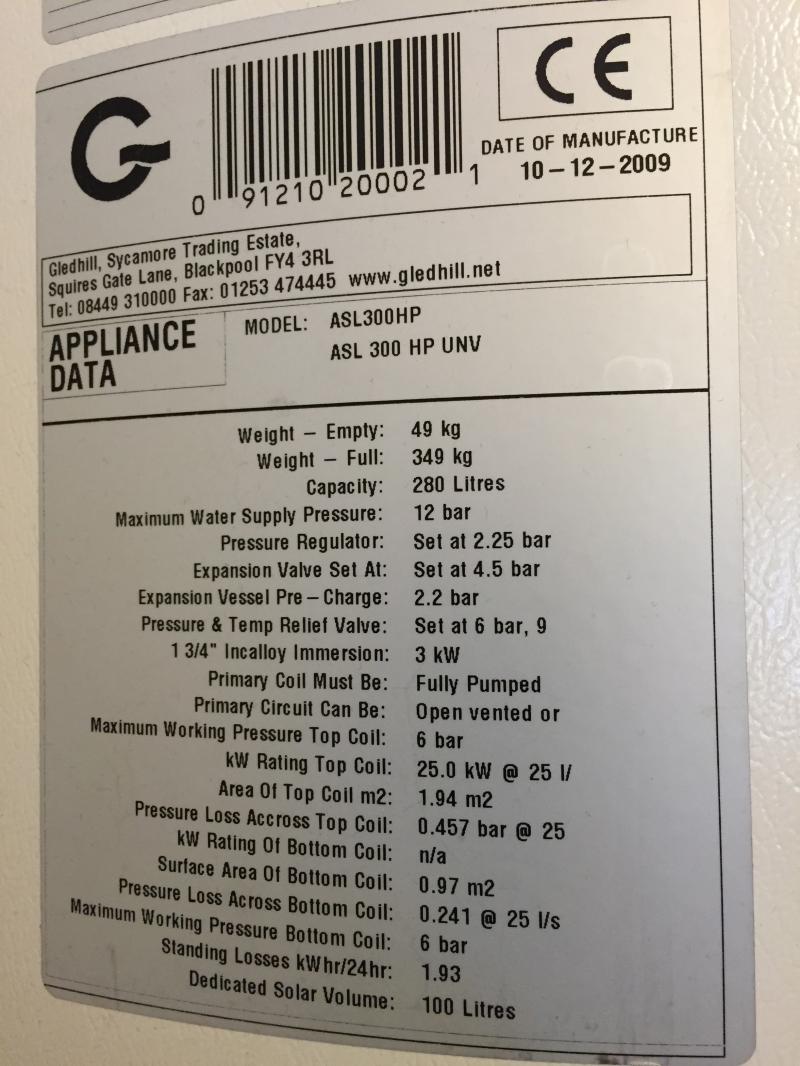 CE
0 91210 20002 1
DATE OF MANUFACTURE
10-12-2009
Gledhill, Sycamore Trading Estate,
Squires Gate Lane, Blackpool FY4 3RL
Tel: 08449 310000 Fax: 01253 474445 www.gledhill.net
APPLIANCE
DATA
MODEL: ASL300HP
ASL 300 HP UNV
Weight – Empty: 49 kg
Weight – Full: 349 kg
Capacity: 280 Litres
Maximum Water Supply Pressure: 12 bar
Pressure Regulator: Set at 2.25 bar
Expansion Valve Set At: Set at 4.5 bar
Expansion Vessel Pre–Charge: 2.2 bar
Pressure & Temp Relief Valve: Set at 6 bar, 9
1 3/4" Incalloy Immersion: 3 kW
Primary Coil Must Be: Fully Pumped
Primary Circuit Can Be: Open vented or
Maximum Working Pressure Top Coil: 6 bar
kW Rating Top Coil: 25.0 kW @ 25 l/
Area Of Top Coil m2: 1.94 m2
Pressure Loss Accross Top Coil: 0.457 bar @ 25
kW Rating Of Bottom Coil: n/a
Surface Area Of Bottom Coil: 0.97 m2
Pressure Loss Across Bottom Coil: 0.241 @ 25 l/s
Maximum Working Pressure Bottom Coil: 6 bar
Standing Losses kWhr/24hr: 1.93
Dedicated Solar Volume: 100 Litres